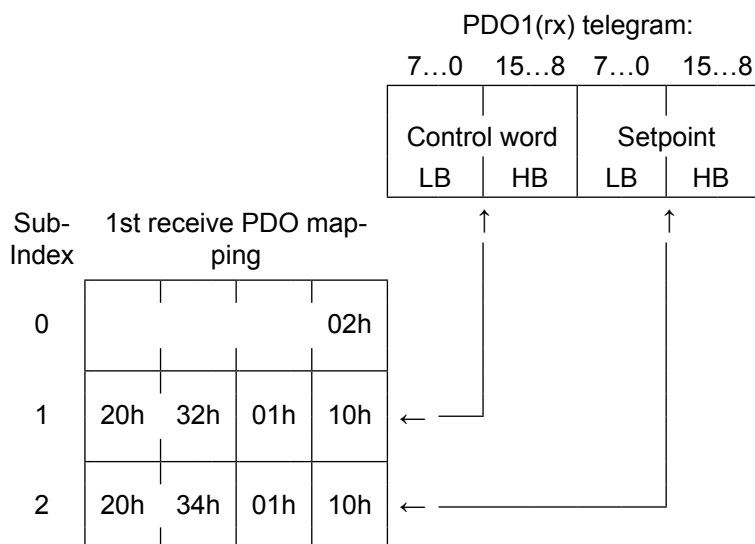 PDO1(rx) telegram:
7…0 15…8 7…0 15…8
Control word Setpoint
LB HB LB HB
Sub-Index 1st receive PDO map-ping
0 02h
1 20h 32h 01h 10h
2 20h 34h 01h 10h